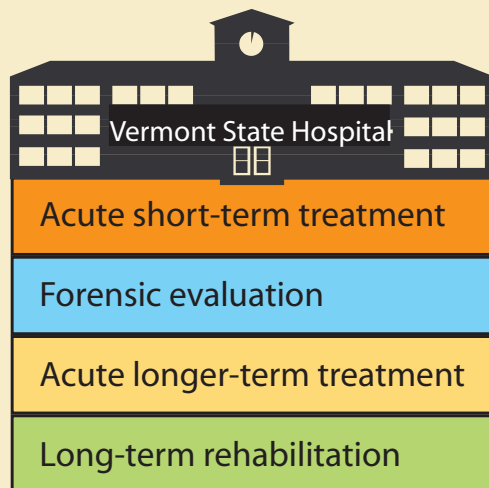 Vermont State Hospital
Acute short-term treatment
Forensic evaluation
Acute longer-term treatment
Long-term rehabilitation